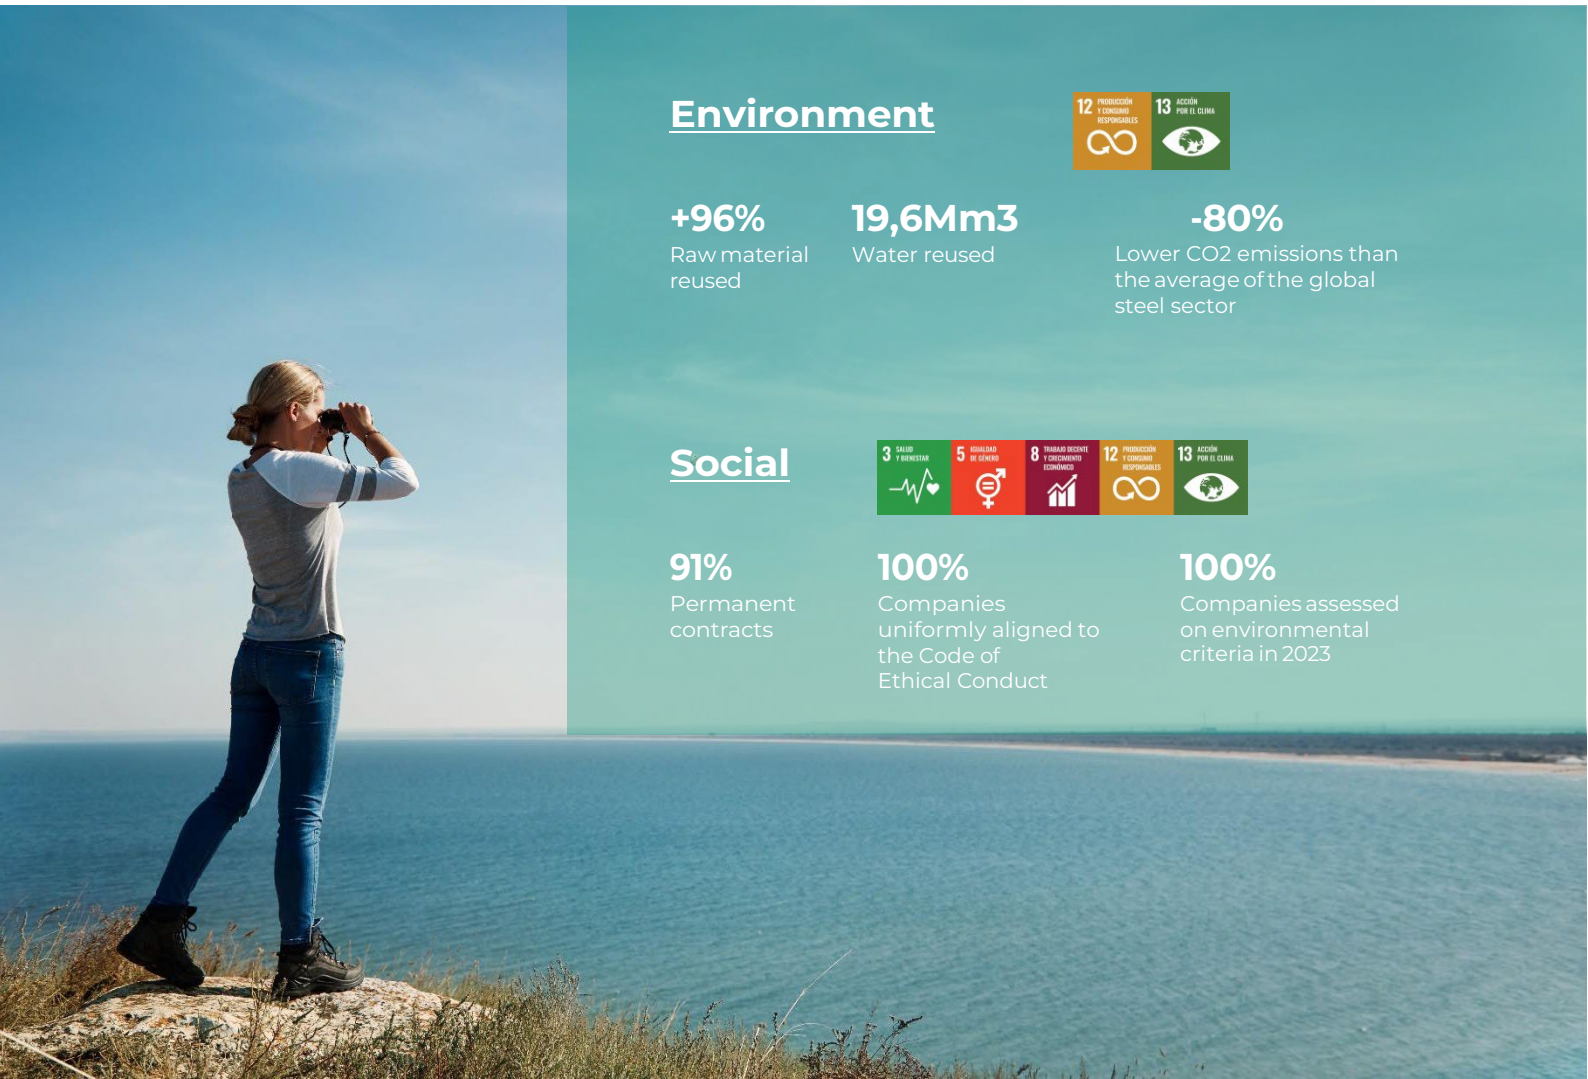 Environment
12 PRODUCCIÓN
Y CONSUMO
RESPONSABLES
13 ACCIÓN
POR EL CLIMA
+96%
Raw material
reused
19,6Mm3
Water reused
-80%
Lower CO2 emissions than
the average of the global
steel sector
Social
3 SALUD
Y BIENESTAR
5 IGUALDAD
DE GÉNERO
8 TRABAJO DECENTE
Y CRECIMIENTO
ECONÓMICO
12 PRODUCCIÓN
Y CONSUMO
RESPONSABLES
13 ACCIÓN
POR EL CLIMA
91%
Permanent
contracts
100%
Companies
uniformly aligned to
the Code of
Ethical Conduct
100%
Companies assessed
on environmental
criteria in 2023